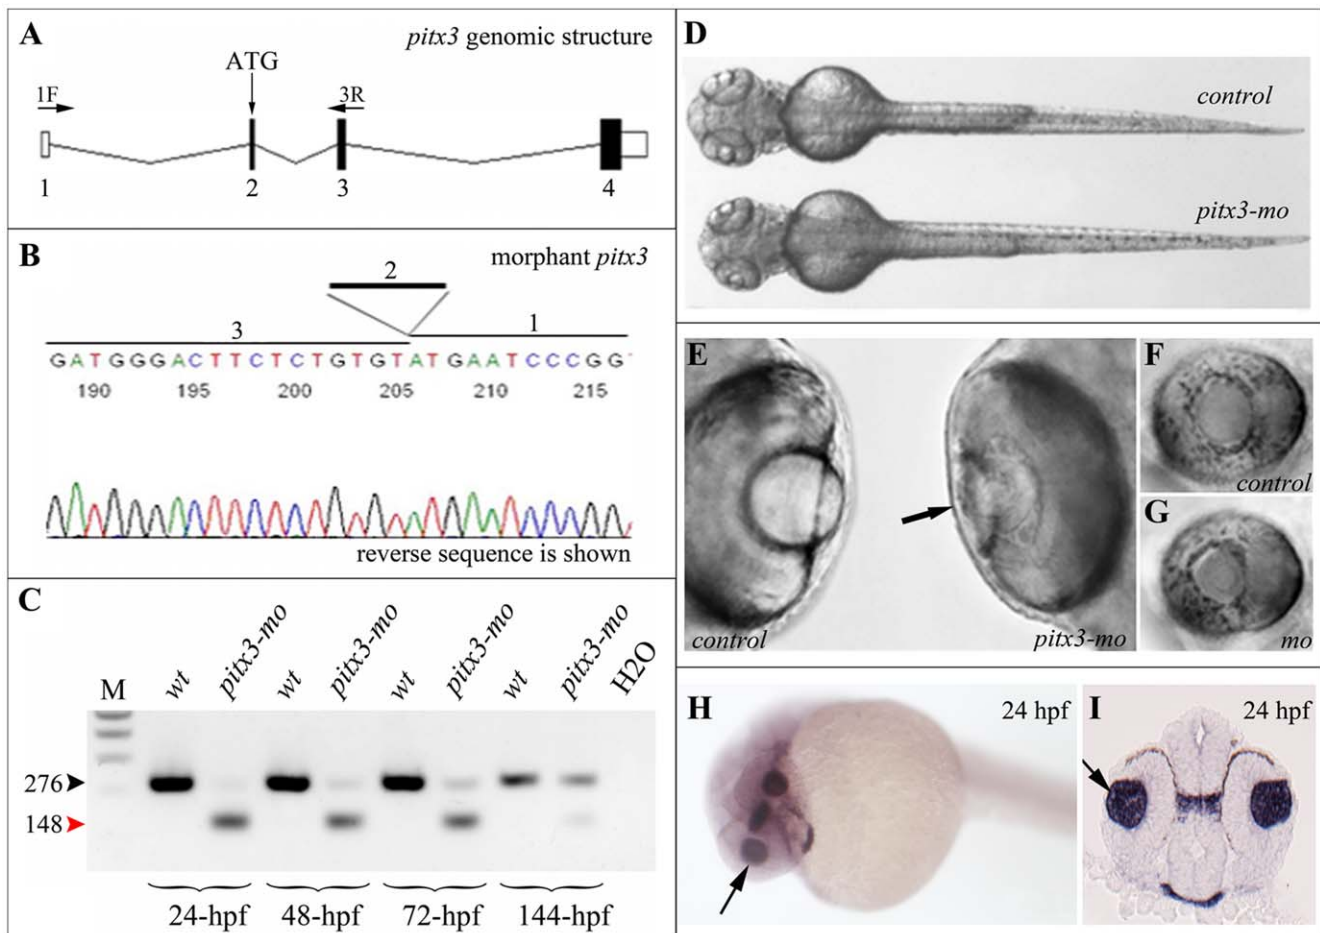 A
pitx3 genomic structure
ATG
1F
3R
1 2 3 4
B
morphant pitx3
2
3 1
GATGGGACTTCTCTGTGTATGAATCCCGG
190 195 200 205 210 215
reverse sequence is shown
C
M wt pitx3-mo wt pitx3-mo wt pitx3-mo wt pitx3-mo H2O
276
148
24-hpf 48-hpf 72-hpf 144-hpf
D
control
pitx3-mo
E
control
pitx3-mo
F
control
G
mo
H
24 hpf
I
24 hpf